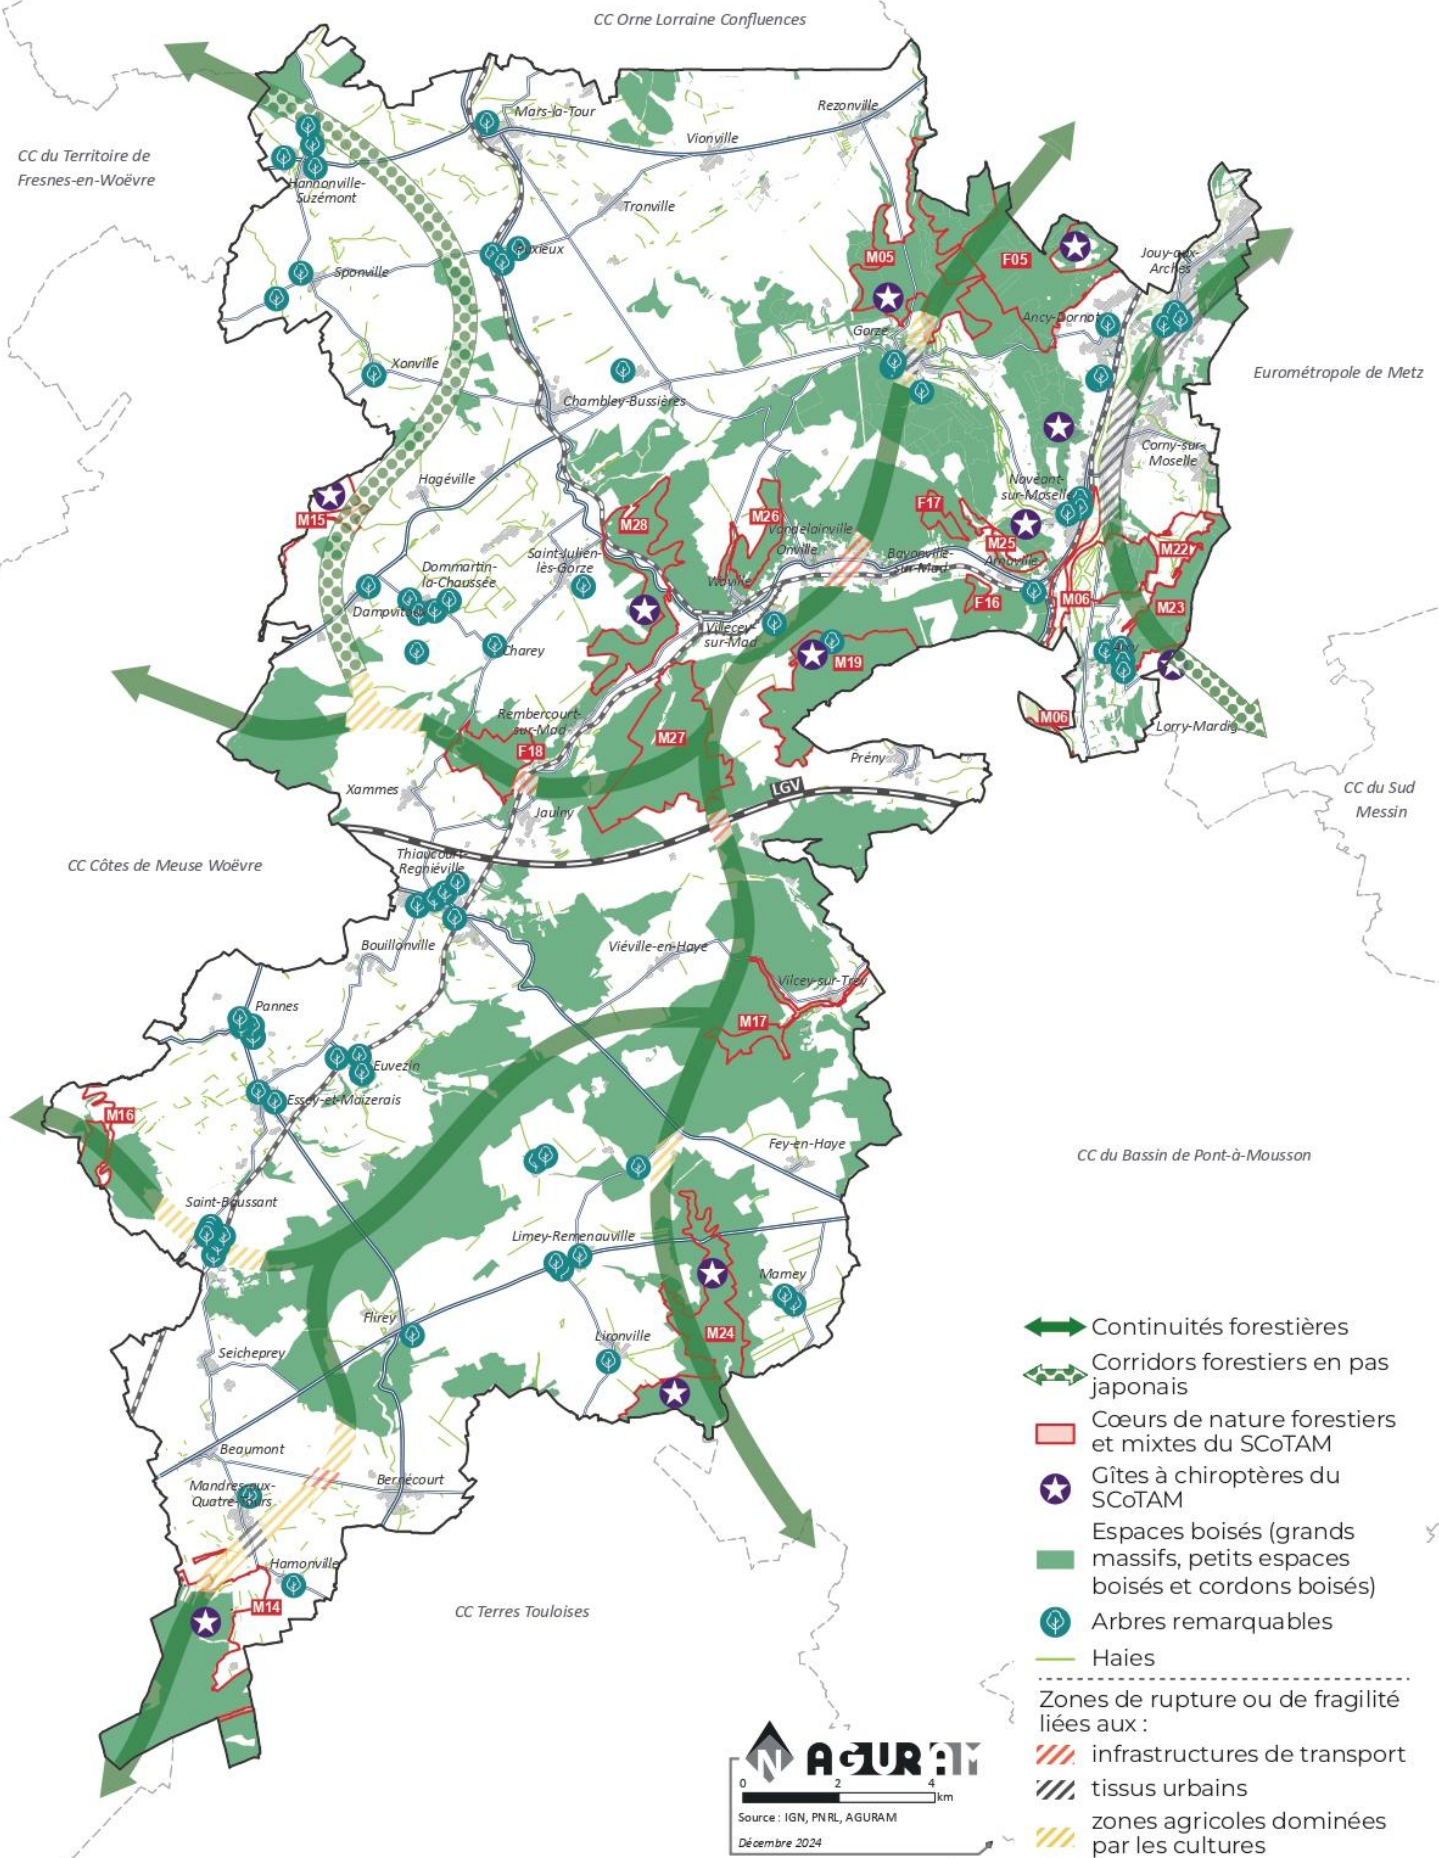 CC Orne Lorraine Confluences
Mars-la-Tour
Rezonville
Vionville
CC du Territoire de
Fresnes-en-Woëvre
Hannonville-
Suzémont
Tronville
M05
F05
Jouy-aux-
Arches
Sponville
Gorze
Ancy-Dornot
Xonville
Eurométropole de Metz
Chambley-Bussières
Corny-sur-
Moselle
Hagéville
Novéant-
sur-Moselle
M15
M28
M26
F17
Vandelainville
Onville
M25
Arnaville
Bayonville-
sur-Mad
M22
Saint-Julien-
lès-Gorze
Dommartin-
la-Chaussée
Waville
F16
M06
M23
Dampvitoux
Villecey-
sur-Mad
Charey
M19
M06
Lorry-Mardig
Rembercourt-
sur-Mad
F18
M27
Prény
LGV
Xammes
Jaulny
CC du Sud
Messin
Thiaucourt-
Regniéville
CC Côtes de Meuse Woëvre
Bouillonville
Viéville-en-Haye
Vilcey-sur-Trey
Pannes
M17
Euvezin
Essey-et-Maizerais
M16
Fey-en-Haye
CC du Bassin de Pont-à-Mousson
Saint-Baussant
Limey-Remenauville
Mamey
Flirey
Lironville
M24
Seicheprey
Beaumont
Mandres-aux-
Quatre-Tours
Bernécourt
Hamonville
M14
CC Terres Touloises
Continuités forestières
Corridors forestiers en pas
japonais
Cœurs de nature forestiers
et mixtes du SCoTAM
Gîtes à chiroptères du
SCoTAM
Espaces boisés (grands
massifs, petits espaces
boisés et cordons boisés)
Arbres remarquables
Haies
Zones de rupture ou de fragilité
liées aux :
infrastructures de transport
tissus urbains
zones agricoles dominées
par les cultures
N AGURAM
0 2 4
km
Source : IGN, PNRL, AGURAM
Décembre 2024